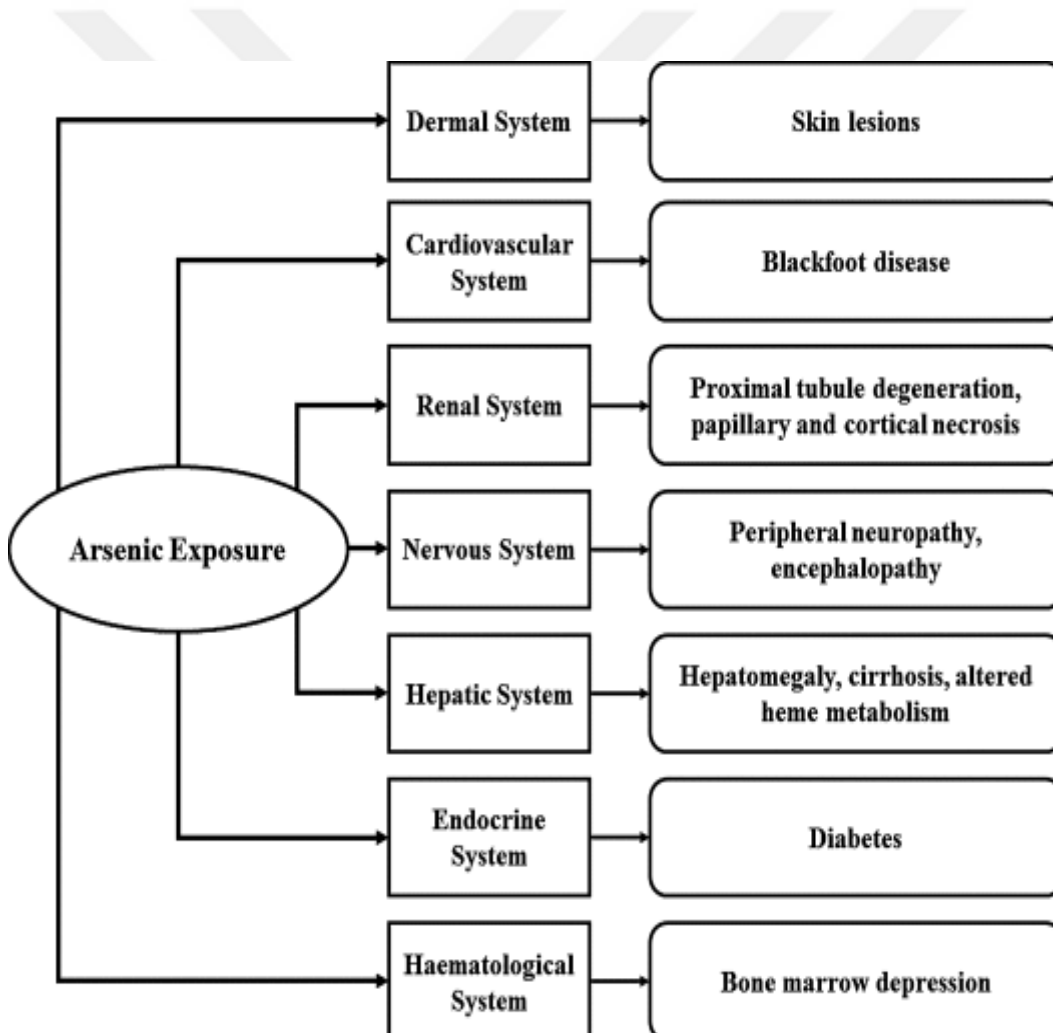 Dermal System
Skin lesions
Cardiovascular
System
Blackfoot disease
Renal System
Proximal tubule degeneration,
papillary and cortical necrosis
Arsenic Exposure
Nervous System
Peripheral neuropathy,
encephalopathy
Hepatic System
Hepatomegaly, cirrhosis, altered
heme metabolism
Endocrine
System
Diabetes
Haematological
System
Bone marrow depression